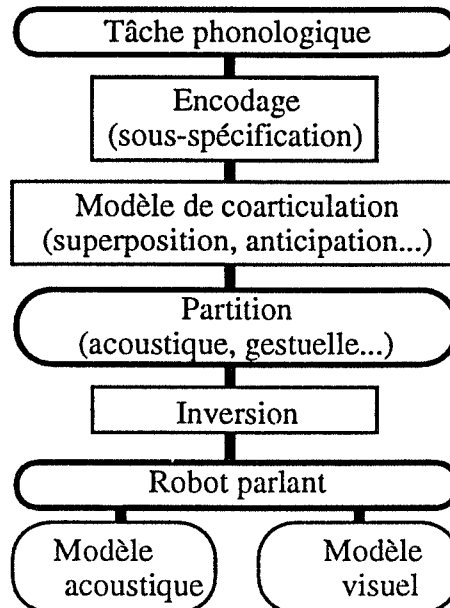 Tâche phonologique
Encodage
(sous-spécification)
Modèle de coarticulation
(superposition, anticipation...)
Partition
(acoustique, gestuelle...)
Inversion
Robot parlant
Modèle
acoustique
Modèle
visuel